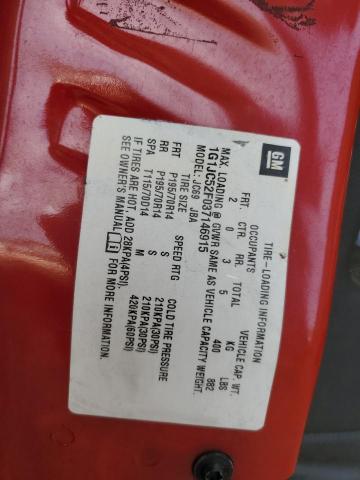 GM
TIRE-LOADING INFORMATION
OCCUPANTS VEHICLE CAP. WT.
FRT. CTR. RR. TOTAL KG LBS
2 0 3 5 400 882
MAX. LOADING @ GVWR SAME AS VEHICLE CAPACITY WEIGHT.
1G1JC52F037146915
MODEL: JC69 JBA
TIRE SIZE SPEED RTG COLD TIRE PRESSURE
FRT P195/70R14 S 210KPA(30PSI)
RR P195/70R14 S 210KPA(30PSI)
SPA T115/70D14 M 420KPA(60PSI)
IF TIRES ARE HOT, ADD 28KPA(4PSI).
SEE OWNER'S MANUAL i FOR MORE INFORMATION.